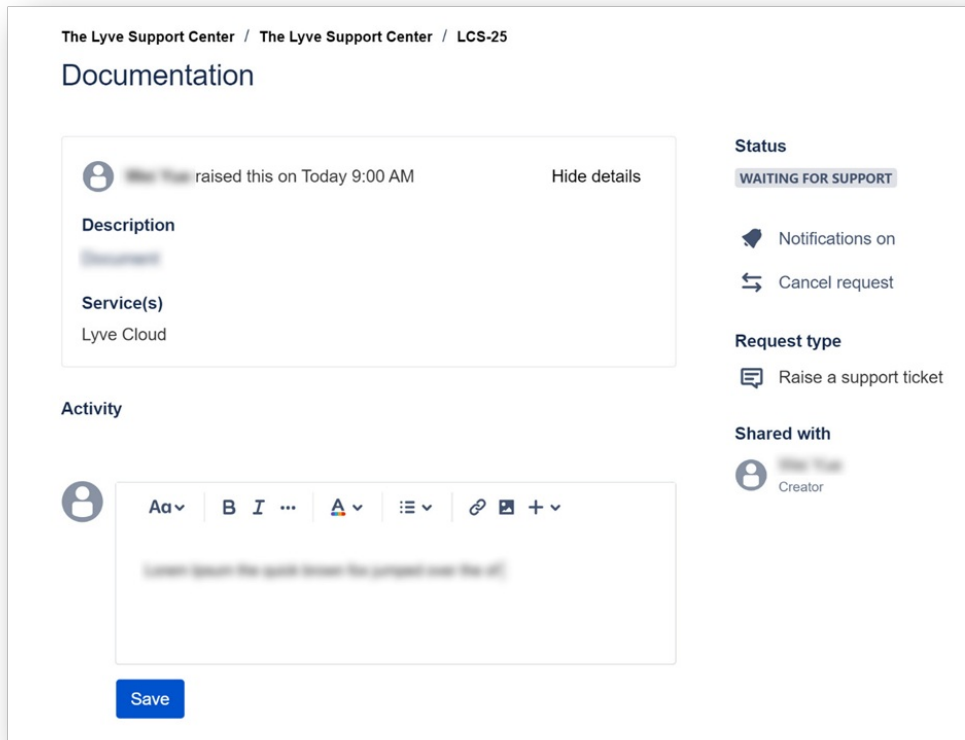 The Lyve Support Center / The Lyve Support Center / LCS-25
Documentation
raised this on Today 9:00 AM
Hide details
Description
Service(s)
Lyve Cloud
Activity
Aa
B I ... A
Save
Status
WAITING FOR SUPPORT
Notifications on
Cancel request
Request type
Raise a support ticket
Shared with
Creator